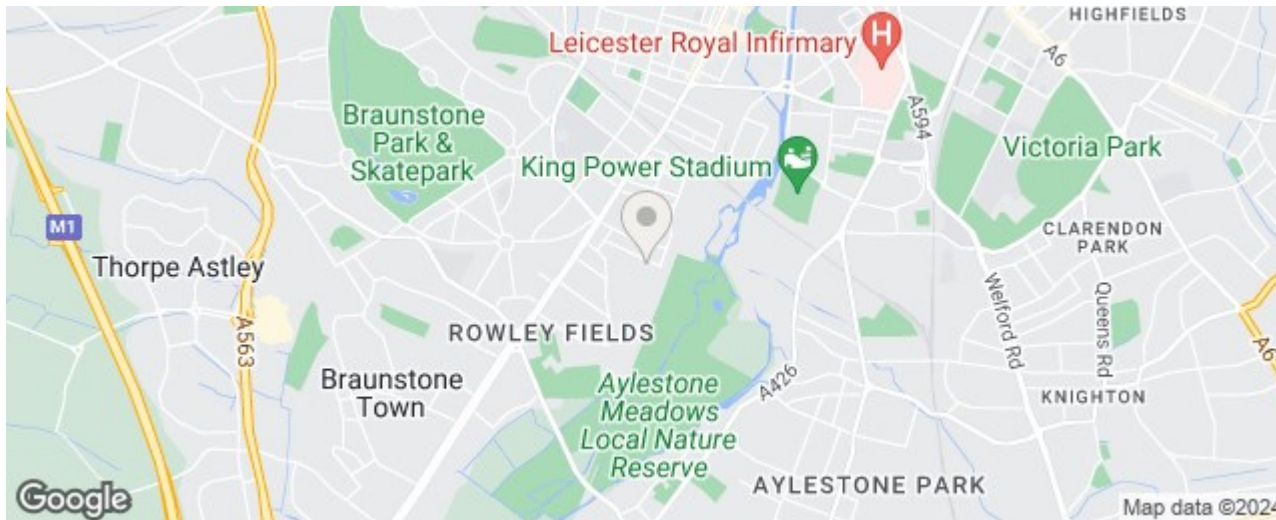 HIGHFIELDS
Leicester Royal Infirmary
H
A6
A594
Braunstone
Park &
Skatepark
King Power Stadium
Victoria Park
M1
CLARENDON
PARK
Thorpe Astley
Welford Rd
Queens Rd
A563
ROWLEY FIELDS
A6
Braunstone
Town
Aylestone
Meadows
Local Nature
Reserve
A426
KNIGHTON
AYLESTONE PARK
Google
Map data ©2024